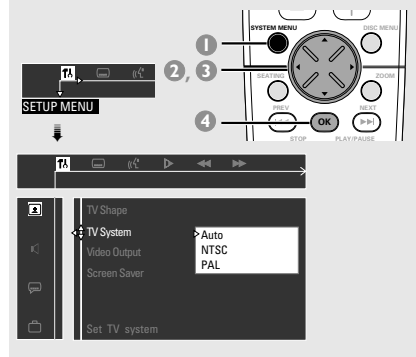 SYSTEM MENU
DISC MENU
1
2, 3
SEATING
ZOOM
SETUP MENU
PREV
NEXT
4
OK
STOP
PLAY/PAUSE
TV Shape
TV System
Auto
Video Output
NTSC
PAL
Screen Saver
Set TV system